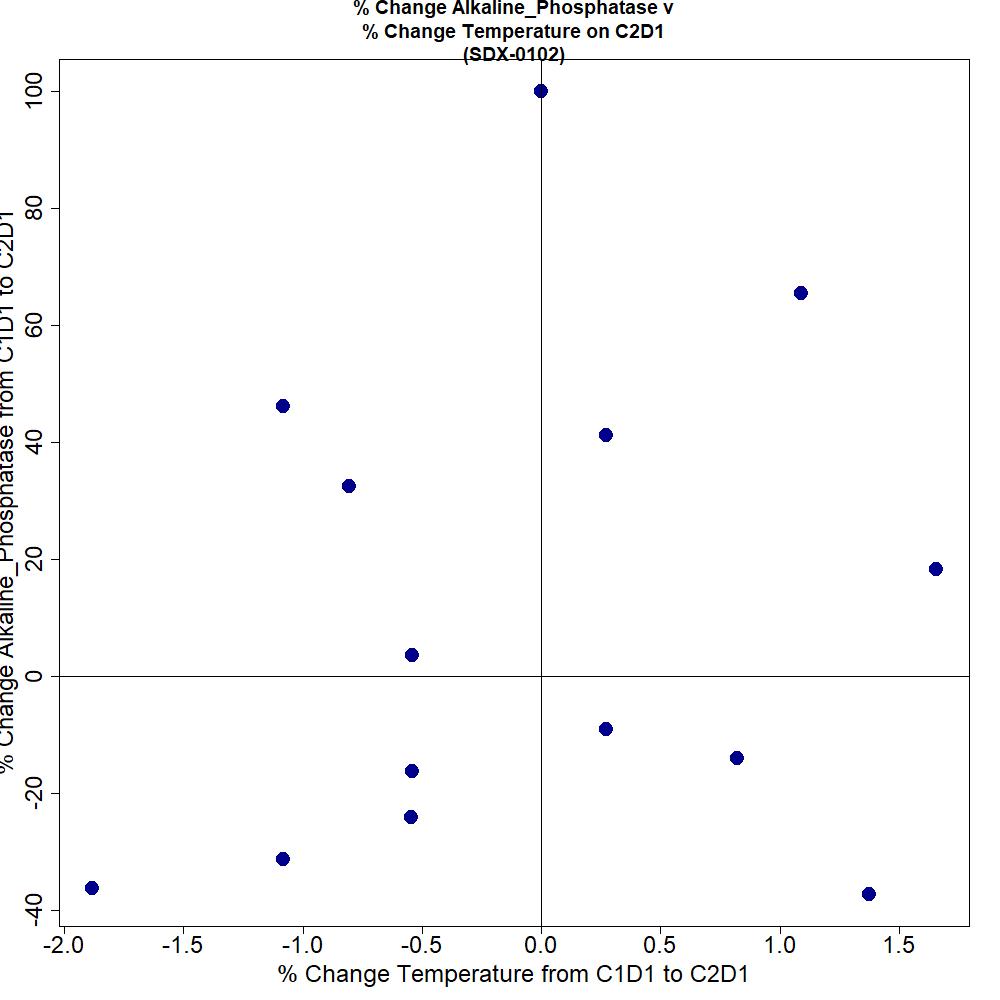 % Change Alkaline_Phosphatase v
% Change Temperature on C2D1
(SDX-0102)
% Change Alkaline_Phosphatase from C1D1 to C2D1
100
80
60
40
20
0
-20
-40
-2.0 -1.5 -1.0 -0.5 0.0 0.5 1.0 1.5
% Change Temperature from C1D1 to C2D1